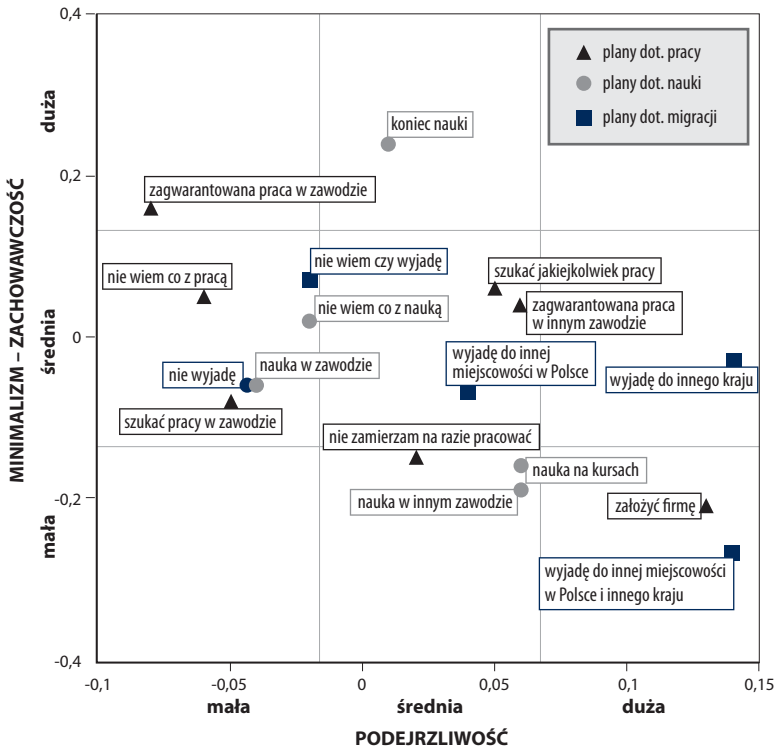 0,4
plany dot. pracy
plany dot. nauki
plany dot. migracji
duża
koniec nauki
0,2
zagwarantowana praca w zawodzie
nie wiem czy wyjadę
szukać jakiejkolwiek pracy
nie wiem co z pracą
nie wiem co z nauką
zagwarantowana praca
w innym zawodzie
MINIMALIZM – ZACHOWAWCZOŚĆ
średnia
0
wyjadę do innej
miejscowości w Polsce
nauka w zawodzie
nie wyjadę
wyjadę do innego kraju
szukać pracy w zawodzie
nie zamierzam na razie pracować
nauka na kursach
-0,2
nauka w innym zawodzie
założyć firmę
mała
wyjadę do innej miejscowości
w Polsce i innego kraju
-0,4
-0,1
-0,05
0
0,05
0,1
0,15
mała
średnia
duża
PODEJRZLIWOŚĆ